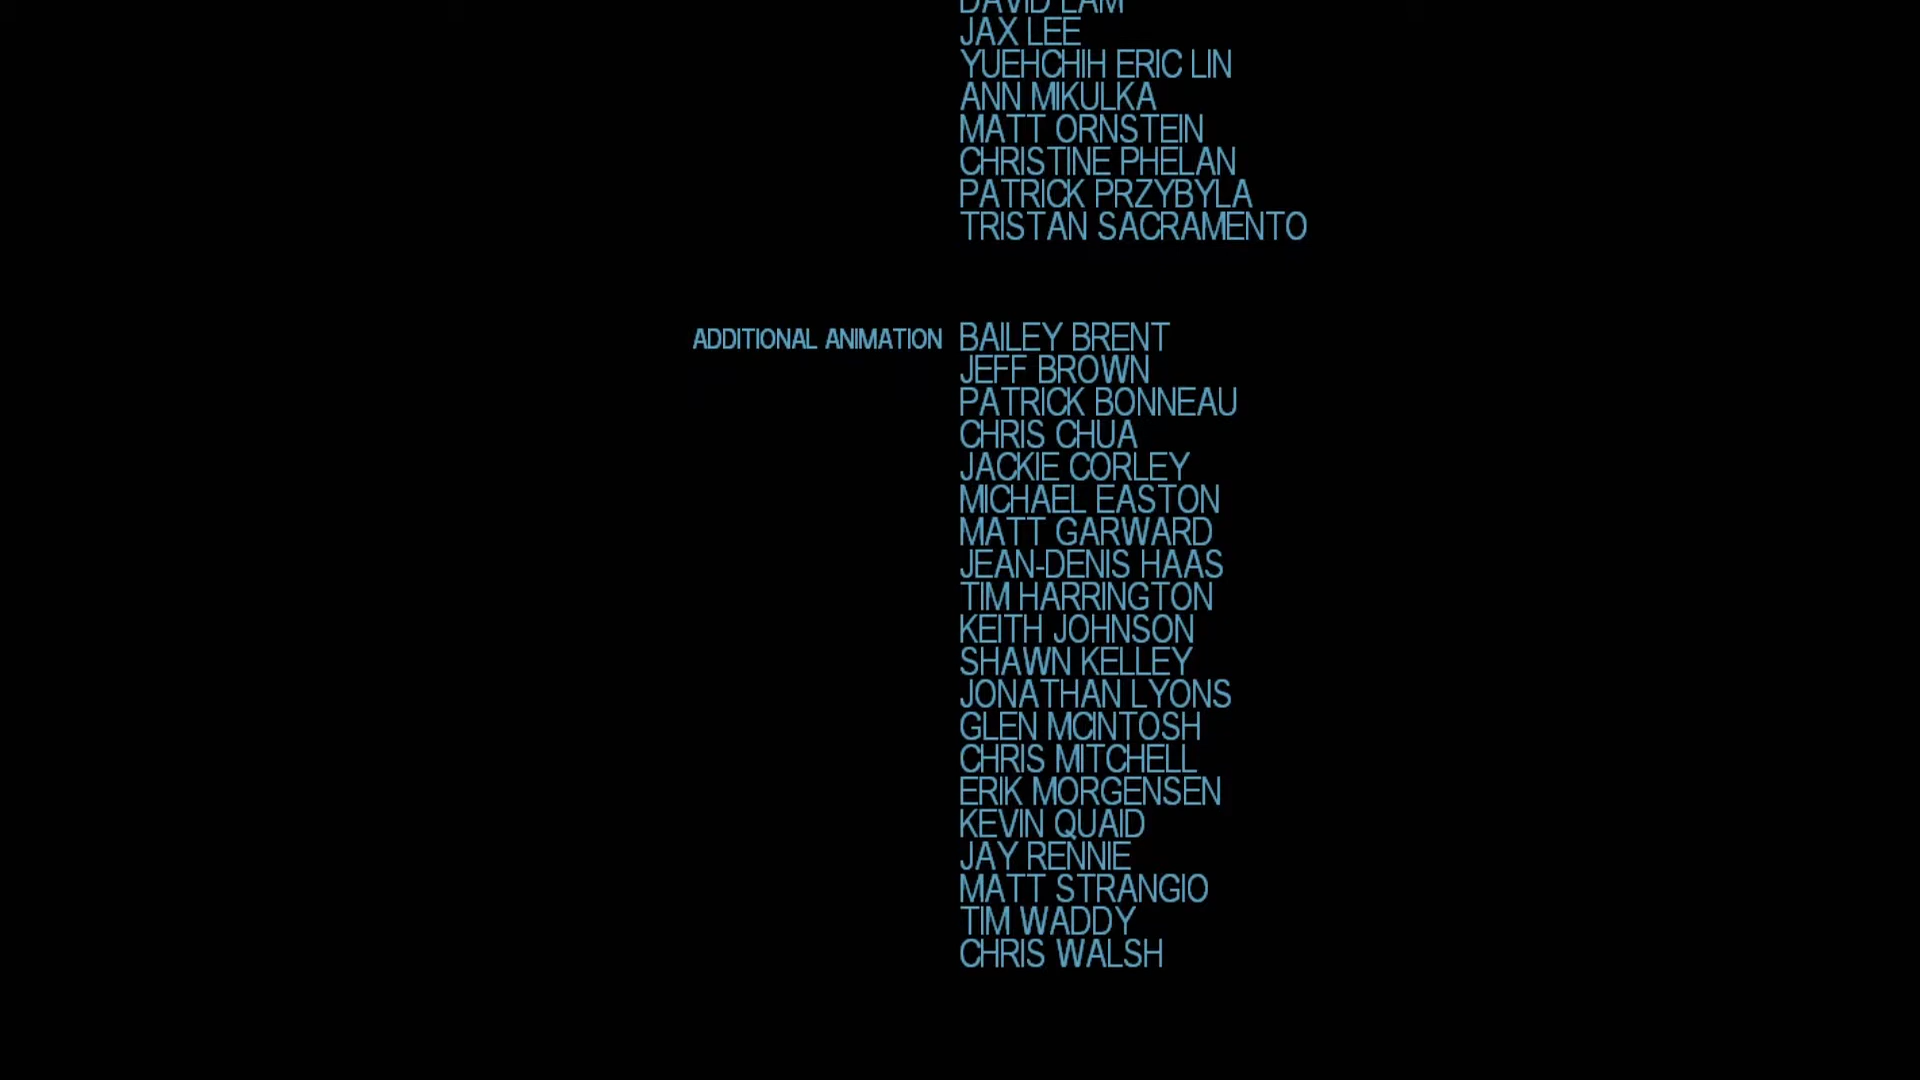 DAVID LAM
JAX LEE
YUEHCHIH ERIC LIN
ANN MIKULKA
MATT ORNSTEIN
CHRISTINE PHELAN
PATRICK PRZYBYLA
TRISTAN SACRAMENTO
ADDITIONAL ANIMATION BAILEY BRENT
JEFF BROWN
PATRICK BONNEAU
CHRIS CHUA
JACKIE CORLEY
MICHAEL EASTON
MATT GARWARD
JEAN-DENIS HAAS
TIM HARRINGTON
KEITH JOHNSON
SHAWN KELLEY
JONATHAN LYONS
GLEN MCINTOSH
CHRIS MITCHELL
ERIK MORGENSEN
KEVIN QUAID
JAY RENNIE
MATT STRANGIO
TIM WADDY
CHRIS WALSH